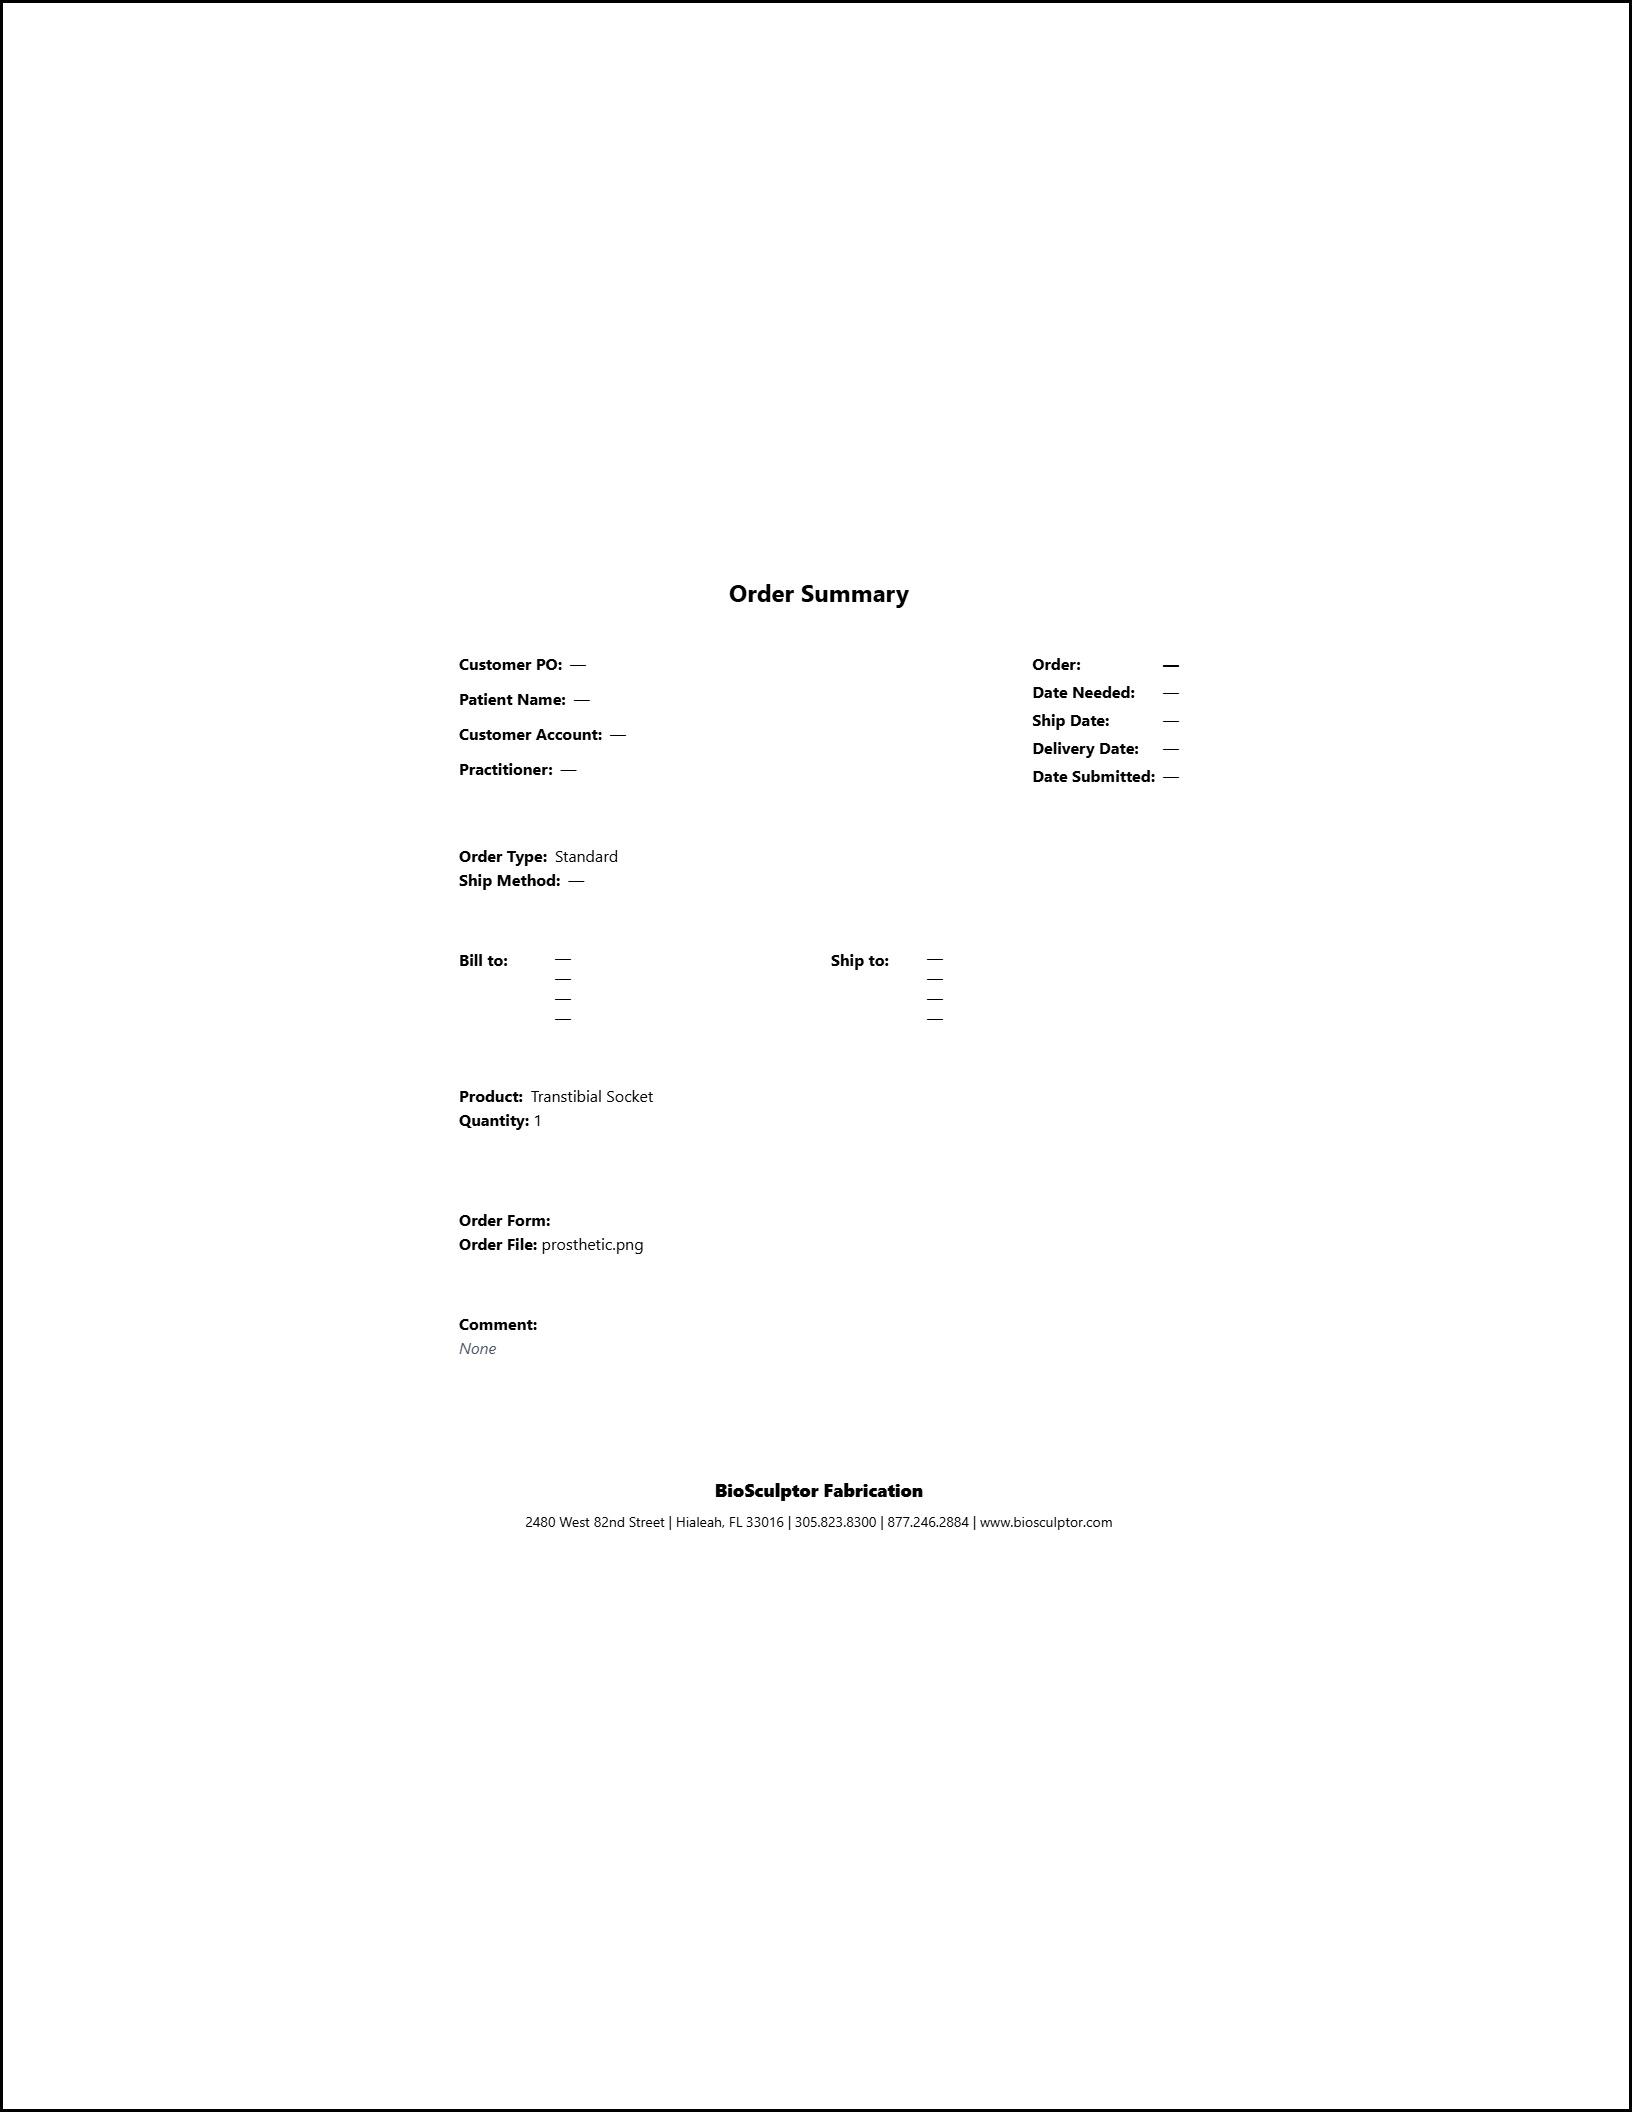 Order Summary
Customer PO: —
Patient Name: —
Customer Account: —
Practitioner: —
Order: —
Date Needed: —
Ship Date: —
Delivery Date: —
Date Submitted: —
Order Type: Standard
Ship Method: —
Bill to: —
—
—
—
Ship to: —
—
—
—
Product: Transtibial Socket
Quantity: 1
Order Form:
Order File: prosthetic.png
Comment:
None
BioSculptor Fabrication
2480 West 82nd Street | Hialeah, FL 33016 | 305.823.8300 | 877.246.2884 | www.biosculptor.com